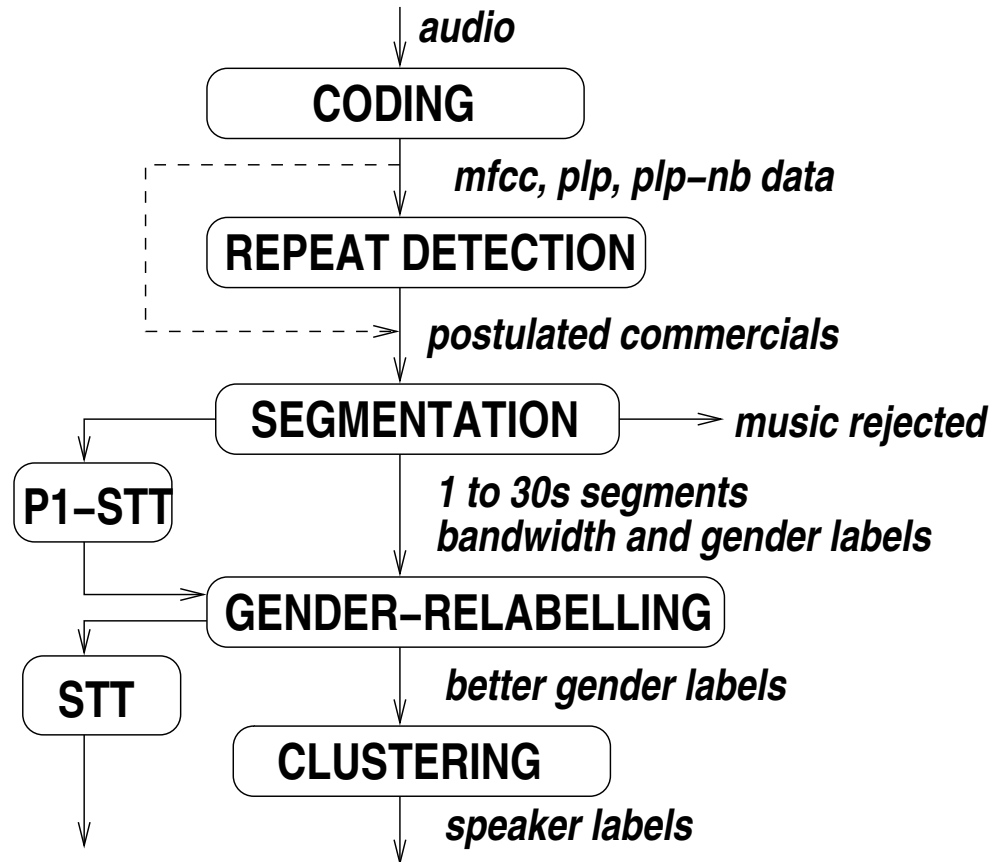 audio
CODING
mfcc, plp, plp−nb data
REPEAT DETECTION
postulated commercials
SEGMENTATION
music rejected
P1−STT
1 to 30s segments
bandwidth and gender labels
GENDER−RELABELLING
STT
better gender labels
CLUSTERING
speaker labels